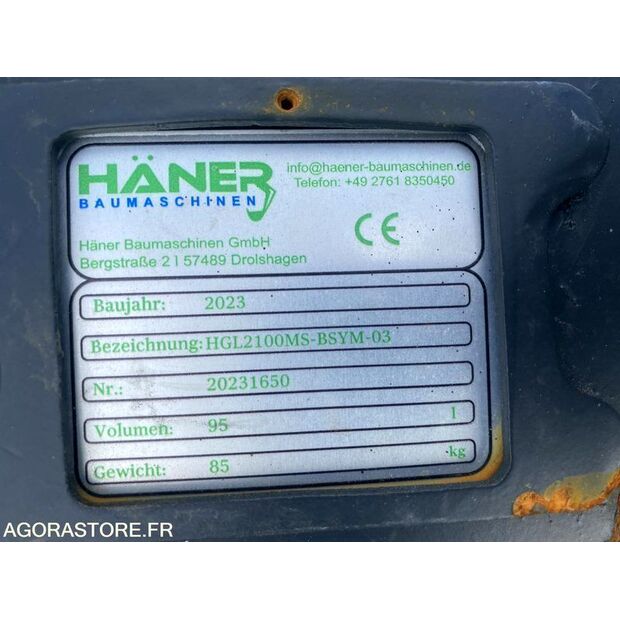 HÄNER
BAUMASCHINEN
info@haener-baumaschinen.de
Telefon: +49 2761 8350450
CE
Häner Baumaschinen GmbH
Bergstraße 2 I 57489 Drolshagen
Baujahr: 2023
Bezeichnung: HGL2100MS-BSYM-03
Nr.: 20231650
Volumen: 95 l
Gewicht: 85 kg
AGORASTORE.FR